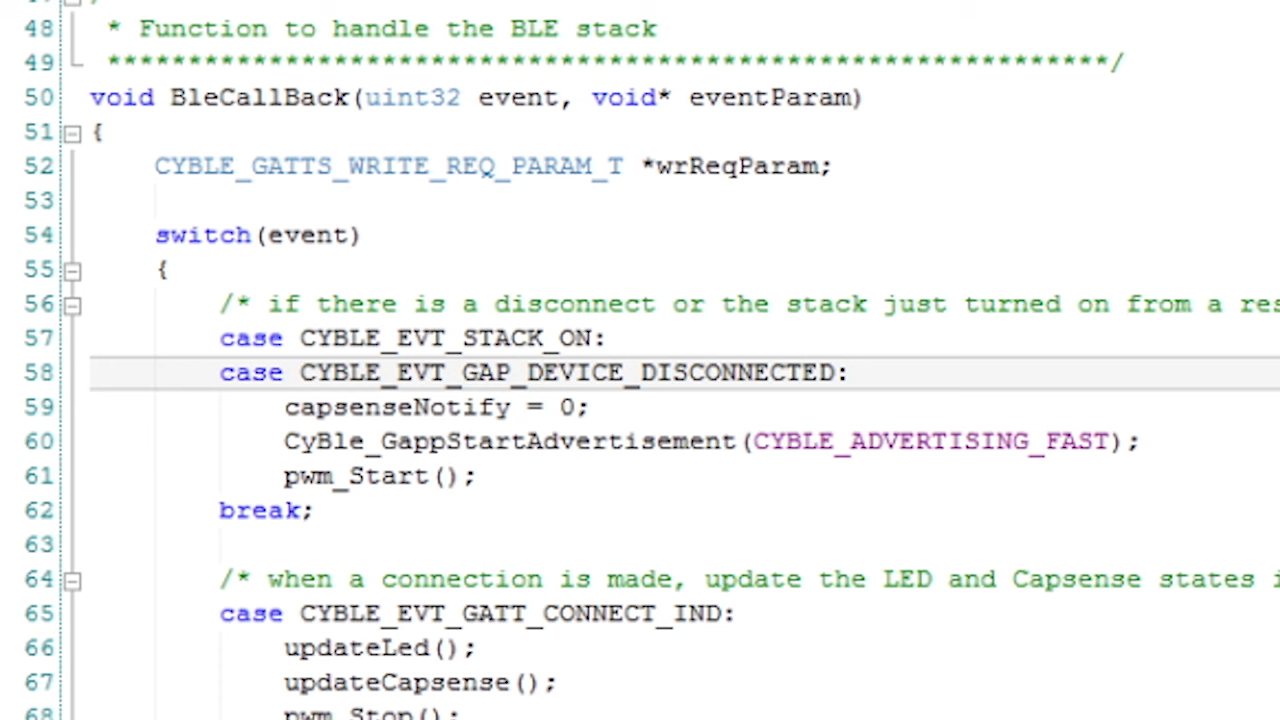 48 * Function to handle the BLE stack
49 **************************************************************/
50 void BleCallBack(uint32 event, void* eventParam)
51 {
52 CYBLE_GATTS_WRITE_REQ_PARAM_T *wrReqParam;
53
54 switch(event)
55 {
56 /* if there is a disconnect or the stack just turned on from a res
57 case CYBLE_EVT_STACK_ON:
58 case CYBLE_EVT_GAP_DEVICE_DISCONNECTED:
59 capsenseNotify = 0;
60 CyBle_GappStartAdvertisement(CYBLE_ADVERTISING_FAST);
61 pwm_Start();
62 break;
63
64 /* when a connection is made, update the LED and Capsense states i
65 case CYBLE_EVT_GATT_CONNECT_IND:
66 updateLed();
67 updateCapsense();
68 pwm_Stop();